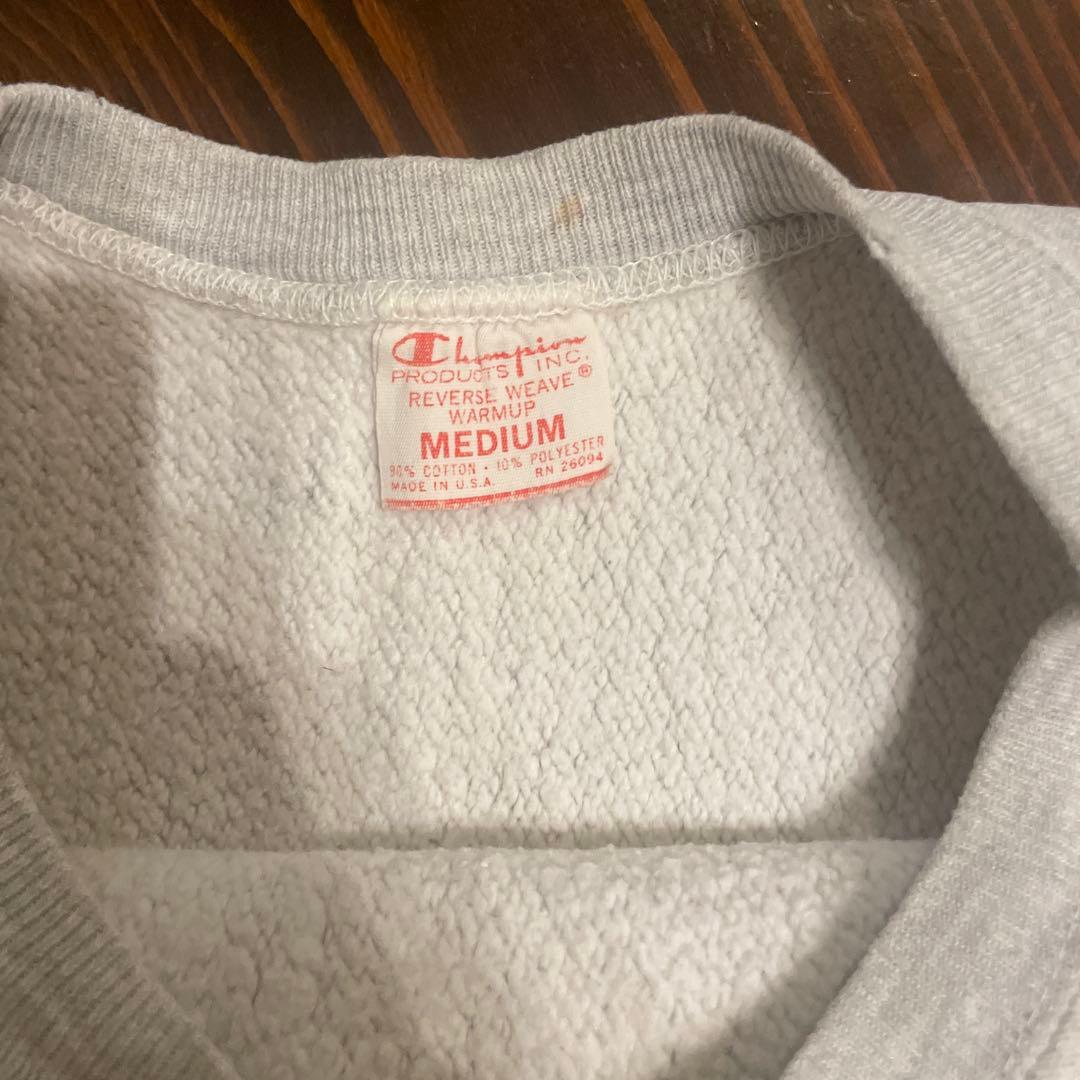 Champion
PRODUCTS INC.
REVERSE WEAVE®
WARMUP
MEDIUM
90% COTTON · 10% POLYESTER
MADE IN U.S.A. RN 26094